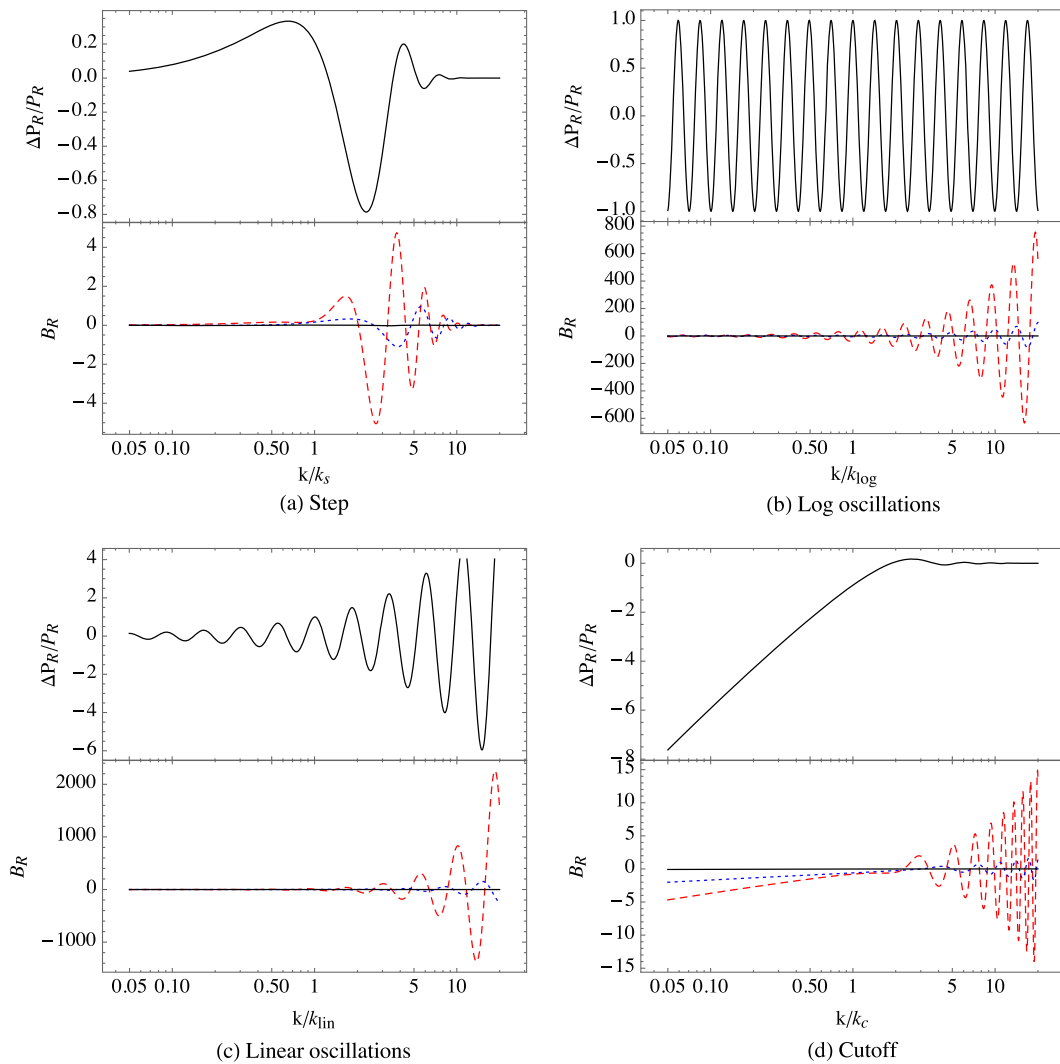 0.2
0.0
−0.2
−0.4
−0.6
−0.8
ΔP_R/P_R
4
2
0
−2
−4
B_R
0.05 0.10 0.50 1 5 10
k/k_s
(a) Step
1.0
0.5
0.0
−0.5
−1.0
ΔP_R/P_R
800
600
400
200
0
−200
−400
−600
B_R
0.05 0.10 0.50 1 5 10
k/k_log
(b) Log oscillations
4
2
0
−2
−4
−6
ΔP_R/P_R
2000
1000
0
−1000
B_R
0.05 0.10 0.50 1 5 10
k/k_lin
(c) Linear oscillations
0
−2
−4
−6
−8
ΔP_R/P_R
15
10
5
0
−5
−10
−15
B_R
0.05 0.10 0.50 1 5 10
k/k_c
(d) Cutoff